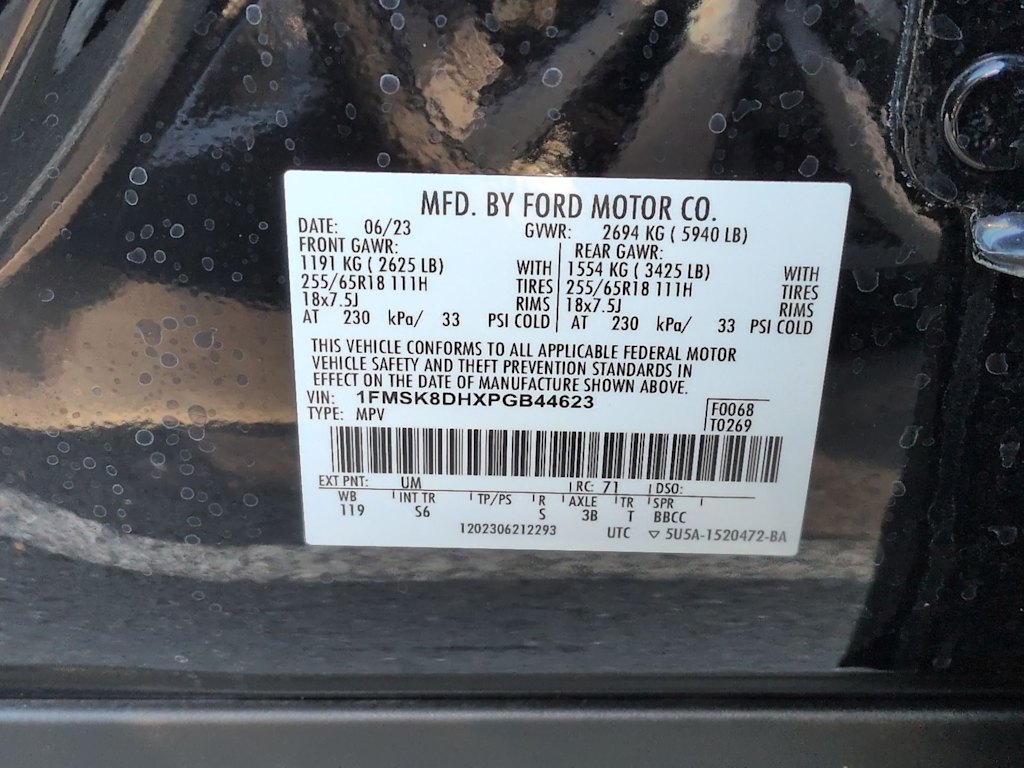 MFD. BY FORD MOTOR CO.
DATE: 06/23 GVWR: 2694 KG ( 5940 LB)
FRONT GAWR: REAR GAWR:
1191 KG ( 2625 LB) WITH 1554 KG ( 3425 LB) WITH
255/65R18 111H TIRES 255/65R18 111H TIRES
18x7.5J RIMS 18x7.5J RIMS
AT 230 kPa/ 33 PSI COLD AT 230 kPa/ 33 PSI COLD
THIS VEHICLE CONFORMS TO ALL APPLICABLE FEDERAL MOTOR
VEHICLE SAFETY AND THEFT PREVENTION STANDARDS IN
EFFECT ON THE DATE OF MANUFACTURE SHOWN ABOVE.
VIN: 1FMSK8DHXPGB44623
TYPE: MPV
F0068
T0269
EXT PNT: UM RC: 71 DSO:
WB INT TR TP/PS R AXLE TR SPR
119 S6 S 3B T BBCC
1202306212293 UTC ▽ 5U5A-1520472-BA